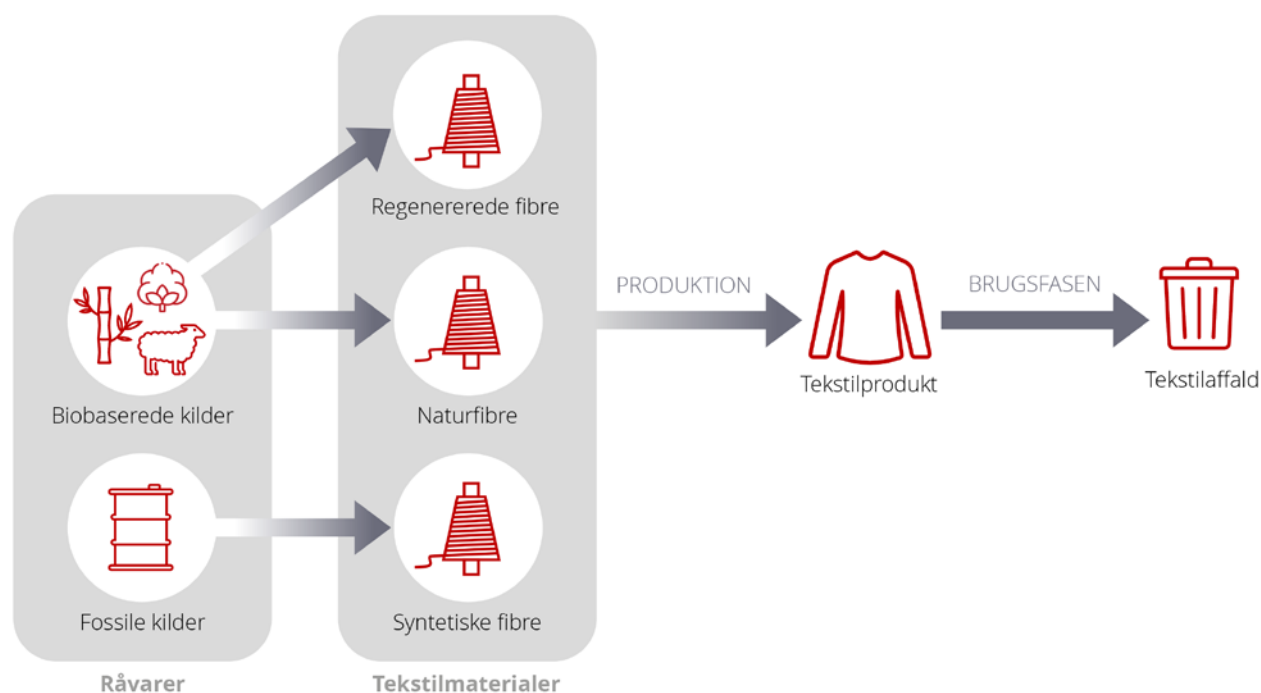 Regenererede fibre
Biobaserede kilder
Naturfibre
Fossile kilder
Syntetiske fibre
Råvarer
Tekstilmaterialer
PRODUKTION
Tekstilprodukt
BRUGSFASEN
Tekstilaffald